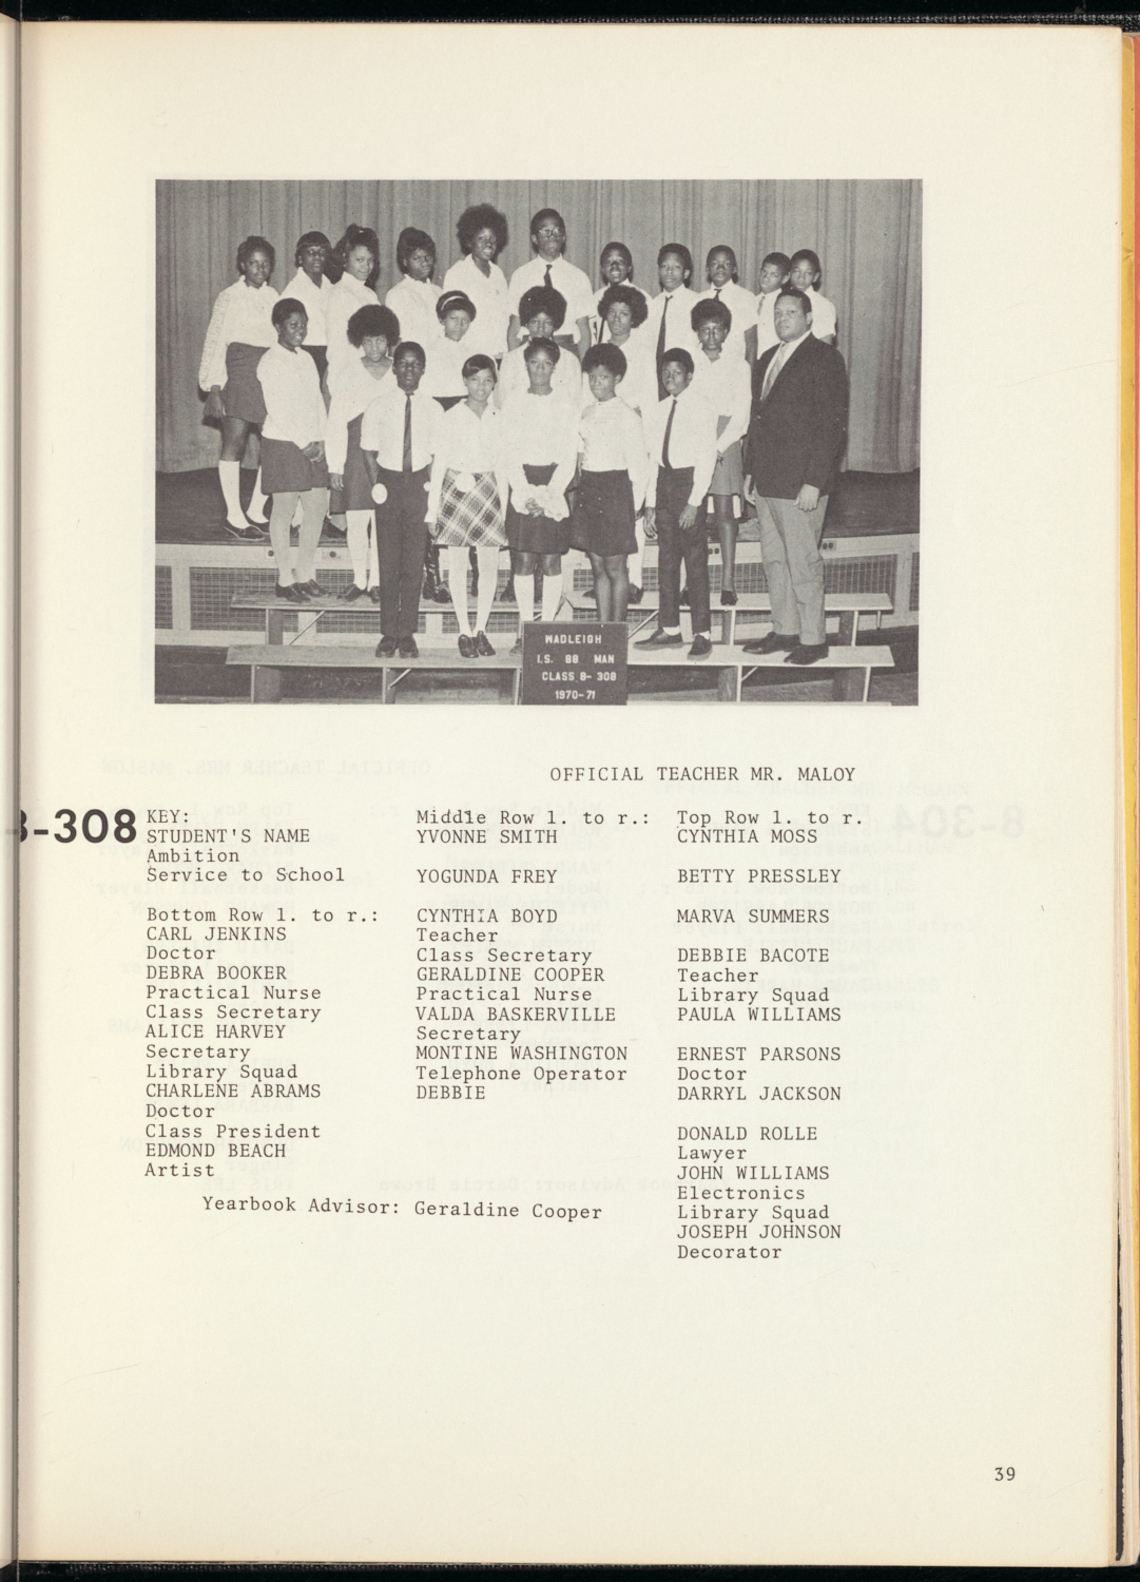 WADLEIGH
I.S. 88 MAN
CLASS 8- 308
1970-71
OFFICIAL TEACHER MR. MALOY
8-308
KEY:
STUDENT'S NAME
Ambition
Service to School
Bottom Row l. to r.:
CARL JENKINS
Doctor
DEBRA BOOKER
Practical Nurse
Class Secretary
ALICE HARVEY
Secretary
Library Squad
CHARLENE ABRAMS
Doctor
Class President
EDMOND BEACH
Artist
Middle Row l. to r.:
YVONNE SMITH
YOGUNDA FREY
CYNTHIA BOYD
Teacher
Class Secretary
GERALDINE COOPER
Practical Nurse
VALDA BASKERVILLE
Secretary
MONTINE WASHINGTON
Telephone Operator
DEBBIE
Top Row l. to r.
CYNTHIA MOSS
BETTY PRESSLEY
MARVA SUMMERS
DEBBIE BACOTE
Teacher
Library Squad
PAULA WILLIAMS
ERNEST PARSONS
Doctor
DARRYL JACKSON
DONALD ROLLE
Lawyer
JOHN WILLIAMS
Electronics
Library Squad
JOSEPH JOHNSON
Decorator
Yearbook Advisor: Geraldine Cooper
39